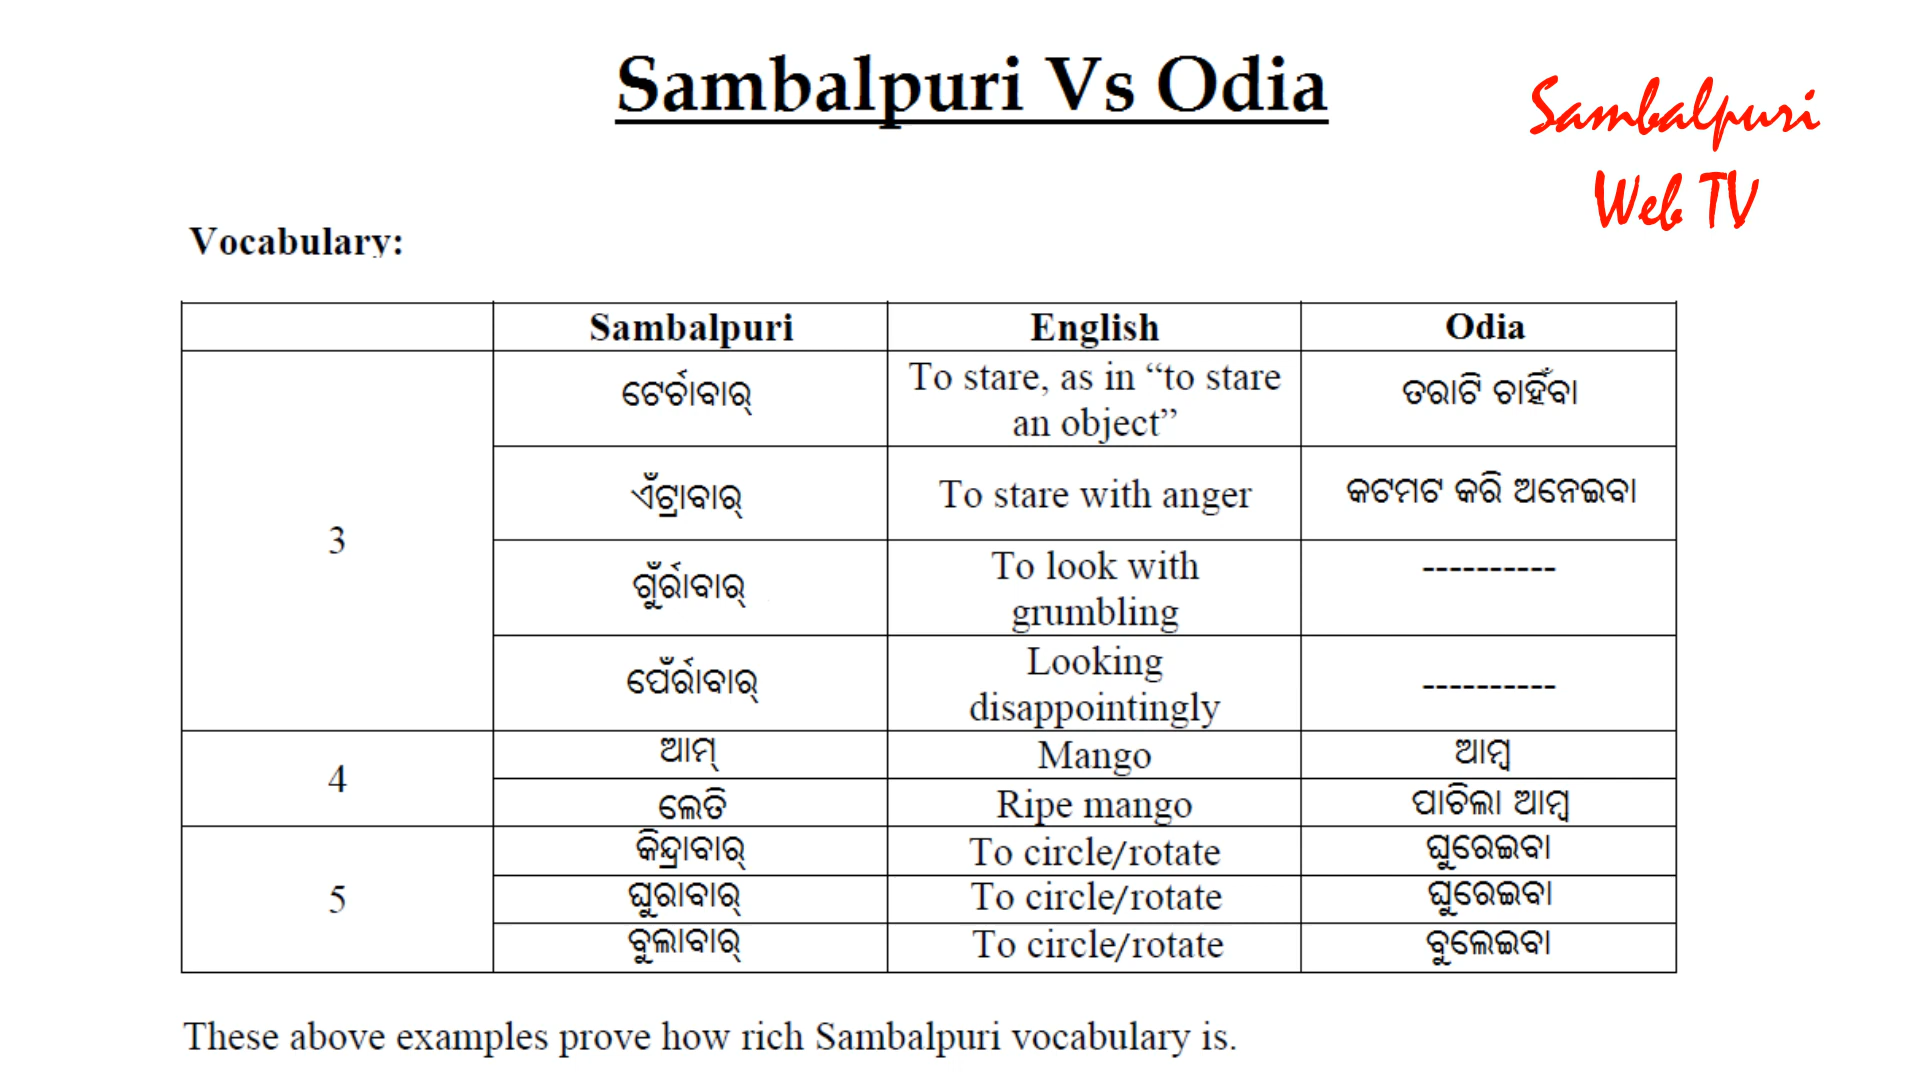 Sambalpuri Vs Odia
Sambalpuri
Web TV
Vocabulary:
Sambalpuri English Odia
3
ଟେର୍ଚାବାର୍ To stare, as in “to stare an object” ତରାଟି ଚାହିଁବା
ଏଁଟ୍ରାବାର୍ To stare with anger କଟମଟ କରି ଅନେଇବା
ଗୁଁର୍ରାବାର୍ To look with grumbling ----------
ପେଁର୍ରାବାର୍ Looking disappointingly ----------
4
ଆମ୍ Mango ଆମ୍ବ
ଲେତି Ripe mango ପାଚିଲା ଆମ୍ବ
5
କିନ୍ଦ୍ରାବାର୍ To circle/rotate ଘୁରେଇବା
ଘୁରାବାର୍ To circle/rotate ଘୁରେଇବା
ବୁଲାବାର୍ To circle/rotate ବୁଲେଇବା
These above examples prove how rich Sambalpuri vocabulary is.